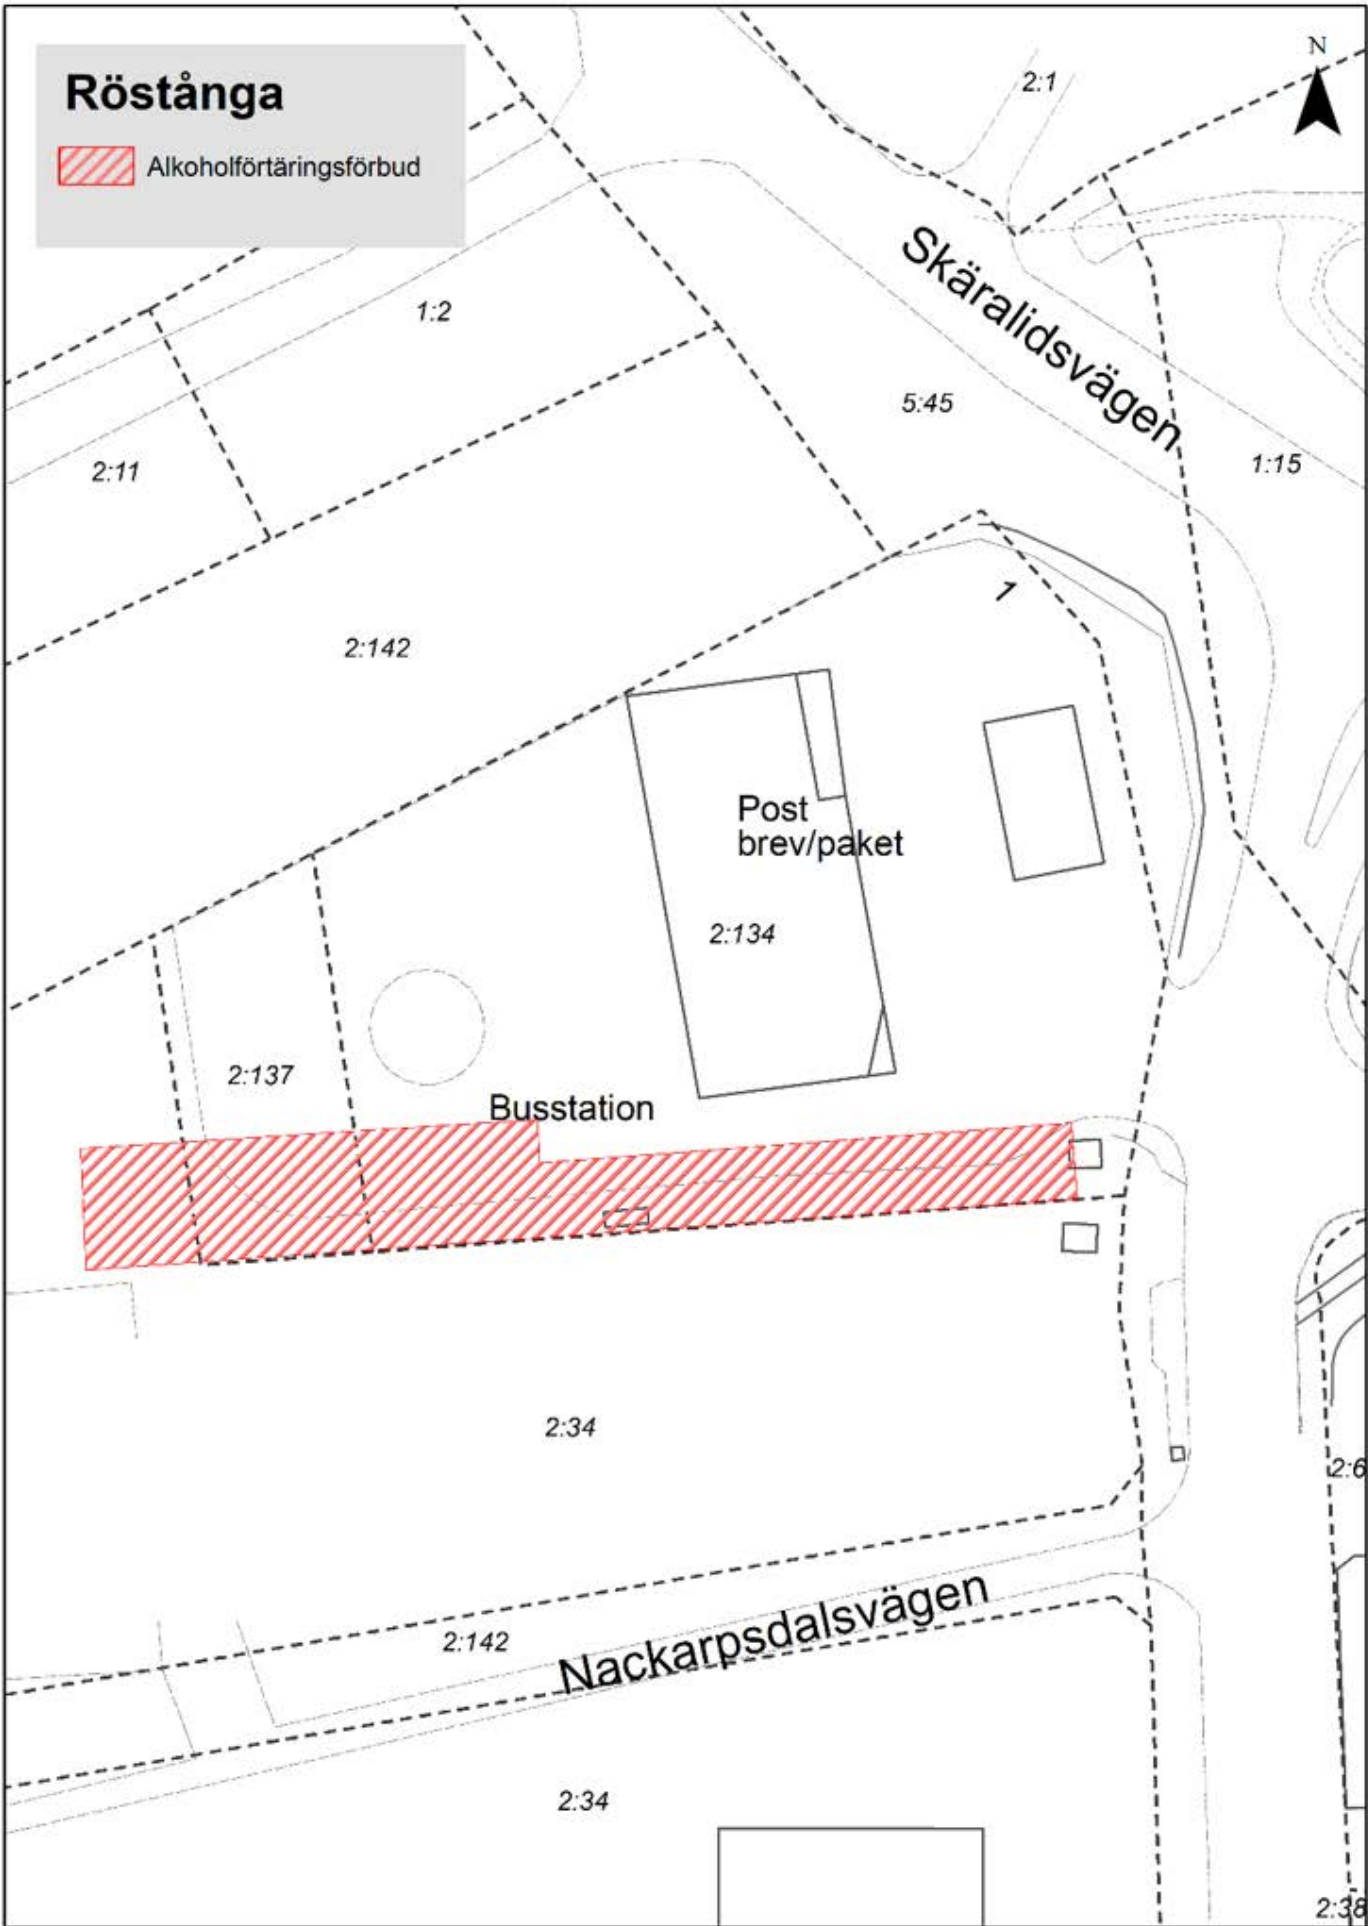 Röstånga
Alkoholförtäringsförbud
N
2:1
Skäralidsvägen
1:2
5:45
1:15
2:11
1
2:142
Post
brev/paket
2:134
2:137
Busstation
2:34
2:6
Nackarpsdalsvägen
2:142
2:34
2:38